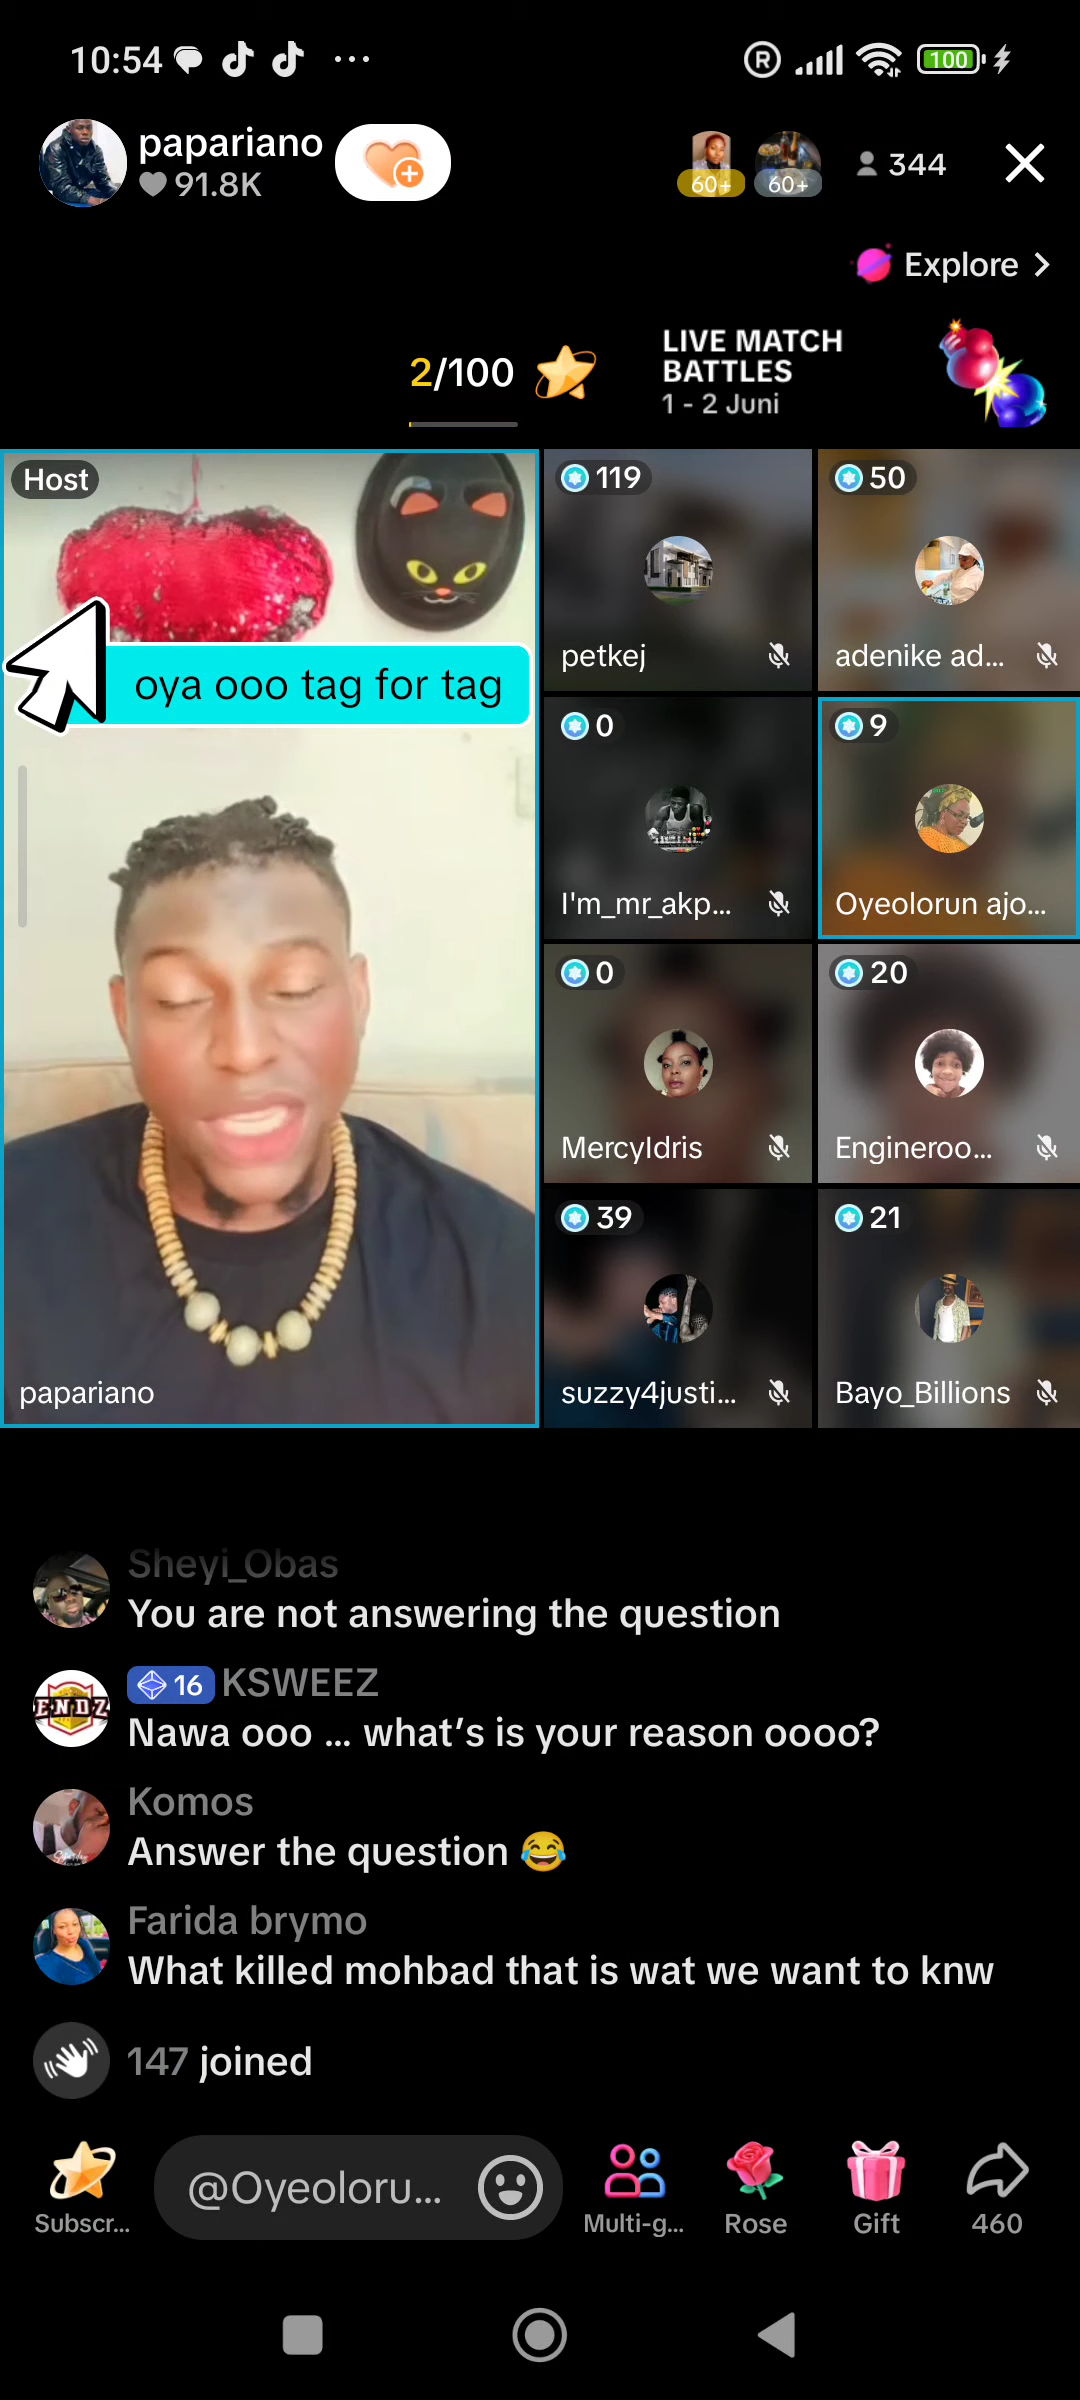 10:54
R
100
papariano
91.8K
60+
60+
344
Explore
2/100
LIVE MATCH
BATTLES
1 - 2 Juni
Host
119
50
oya ooo tag for tag
petkej
adenike ad...
0
9
I'm_mr_akp...
Oyeolorun ajo...
0
20
MercyIdris
Engineroo...
39
21
papariano
suzzy4justi...
Bayo_Billions
Sheyi_Obas
You are not answering the question
16 KSWEEZ
Nawa ooo ... what's is your reason oooo?
ENDZ
Komos
Answer the question 😂
Farida brymo
What killed mohbad that is wat we want to knw
147 joined
@Oyeoloru...
Subscr...
Multi-g...
Rose
Gift
460